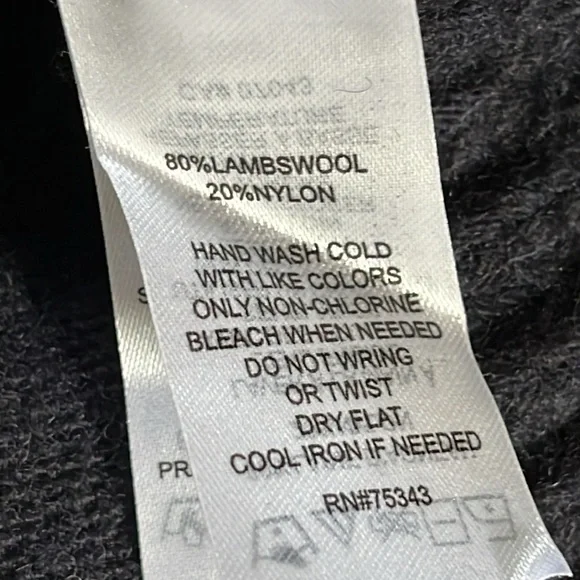 80%LAMBSWOOL
20%NYLON
HAND WASH COLD
WITH LIKE COLORS
ONLY NON-CHLORINE
BLEACH WHEN NEEDED
DO NOT WRING
OR TWIST
DRY FLAT
COOL IRON IF NEEDED
RN#75343
PR